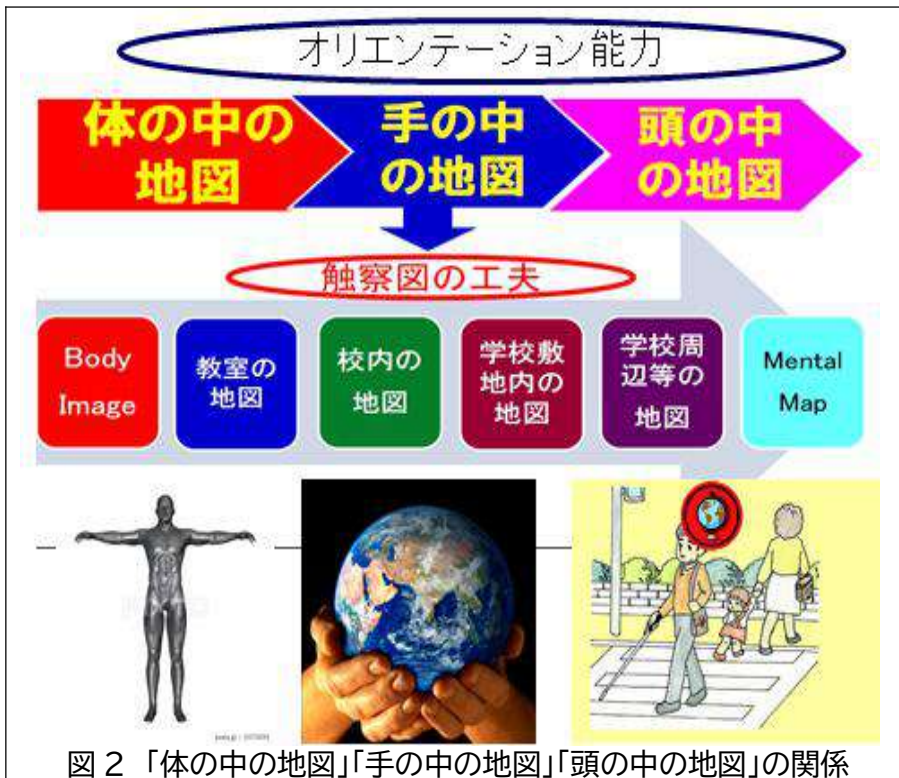 オリエンテーション能力
体の中の
地図
手の中
の地図
頭の中
の地図
触察図の工夫
Body
Image
教室の
地図
校内の
地図
学校敷
地内の
地図
学校周
辺等の
地図
Mental
Map
図2 「体の中の地図」「手の中の地図」「頭の中の地図」の関係